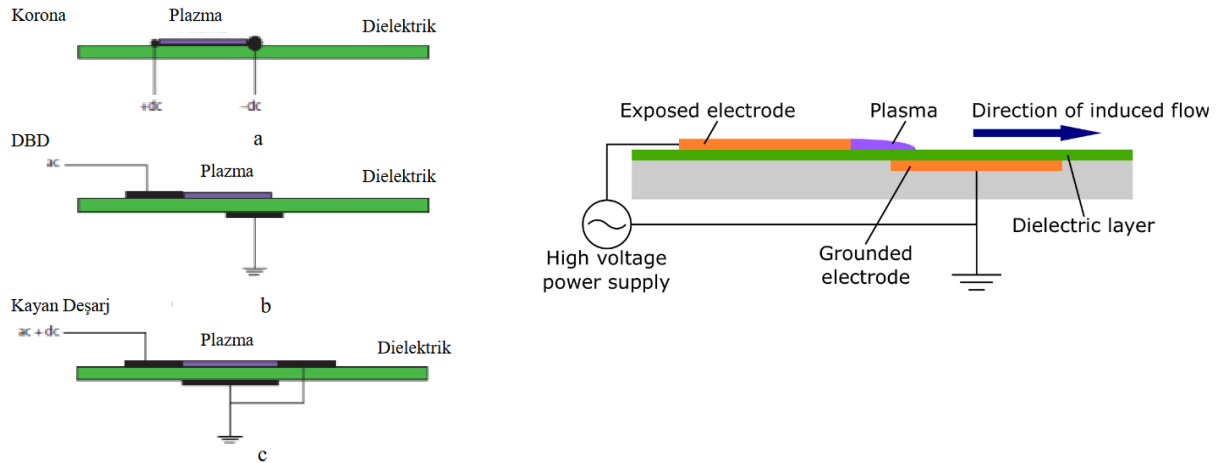 Korona
Plazma
Dielektrik
+dc
-dc
a
DBD
ac
Plazma
Dielektrik
b
Kayan Deşarj
ac + dc
Plazma
Dielektrik
c
Exposed electrode
Plasma
Direction of induced flow
High voltage
power supply
Grounded
electrode
Dielectric layer